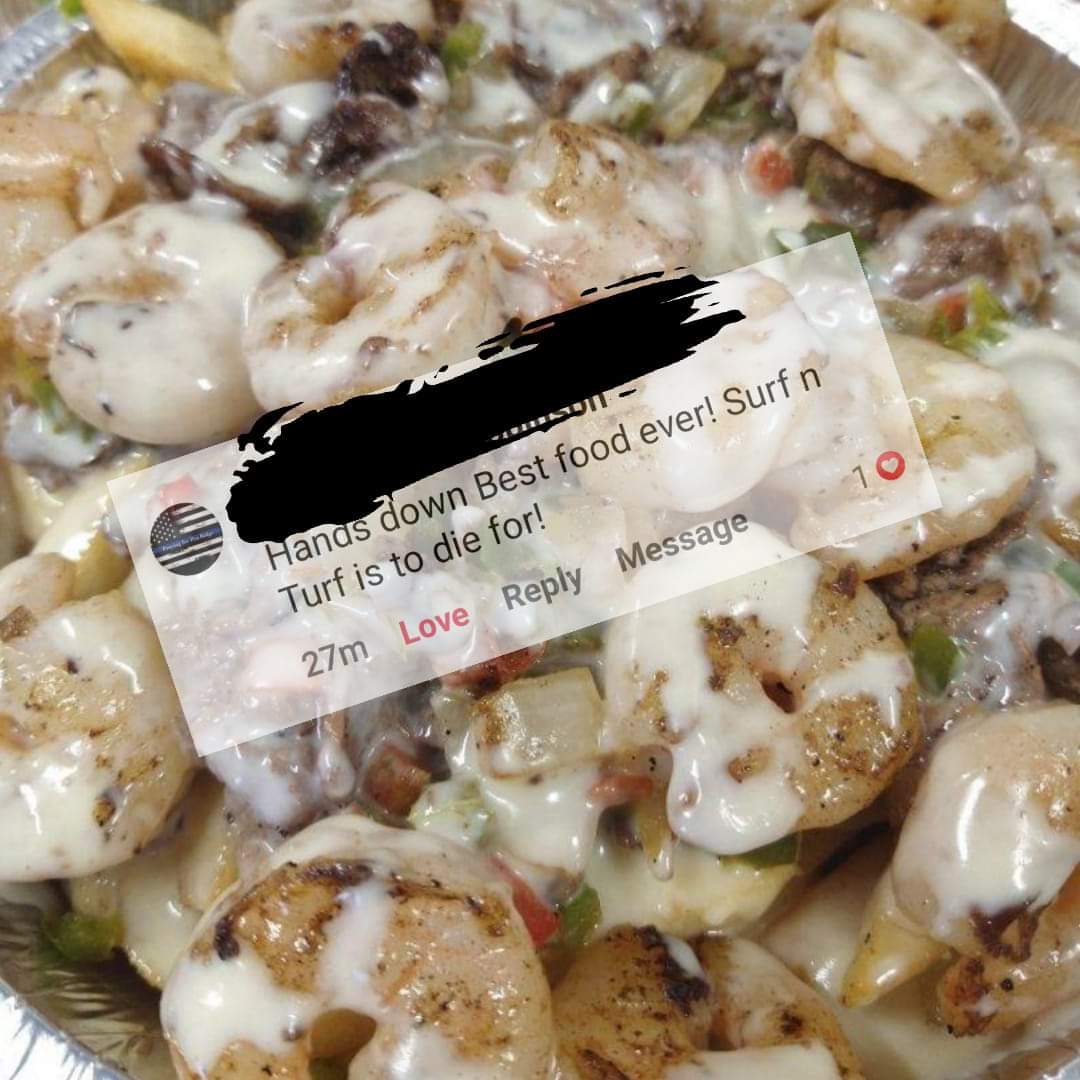 Hands down Best food ever! Surf n
Turf is to die for!
1
27m Love Reply Message